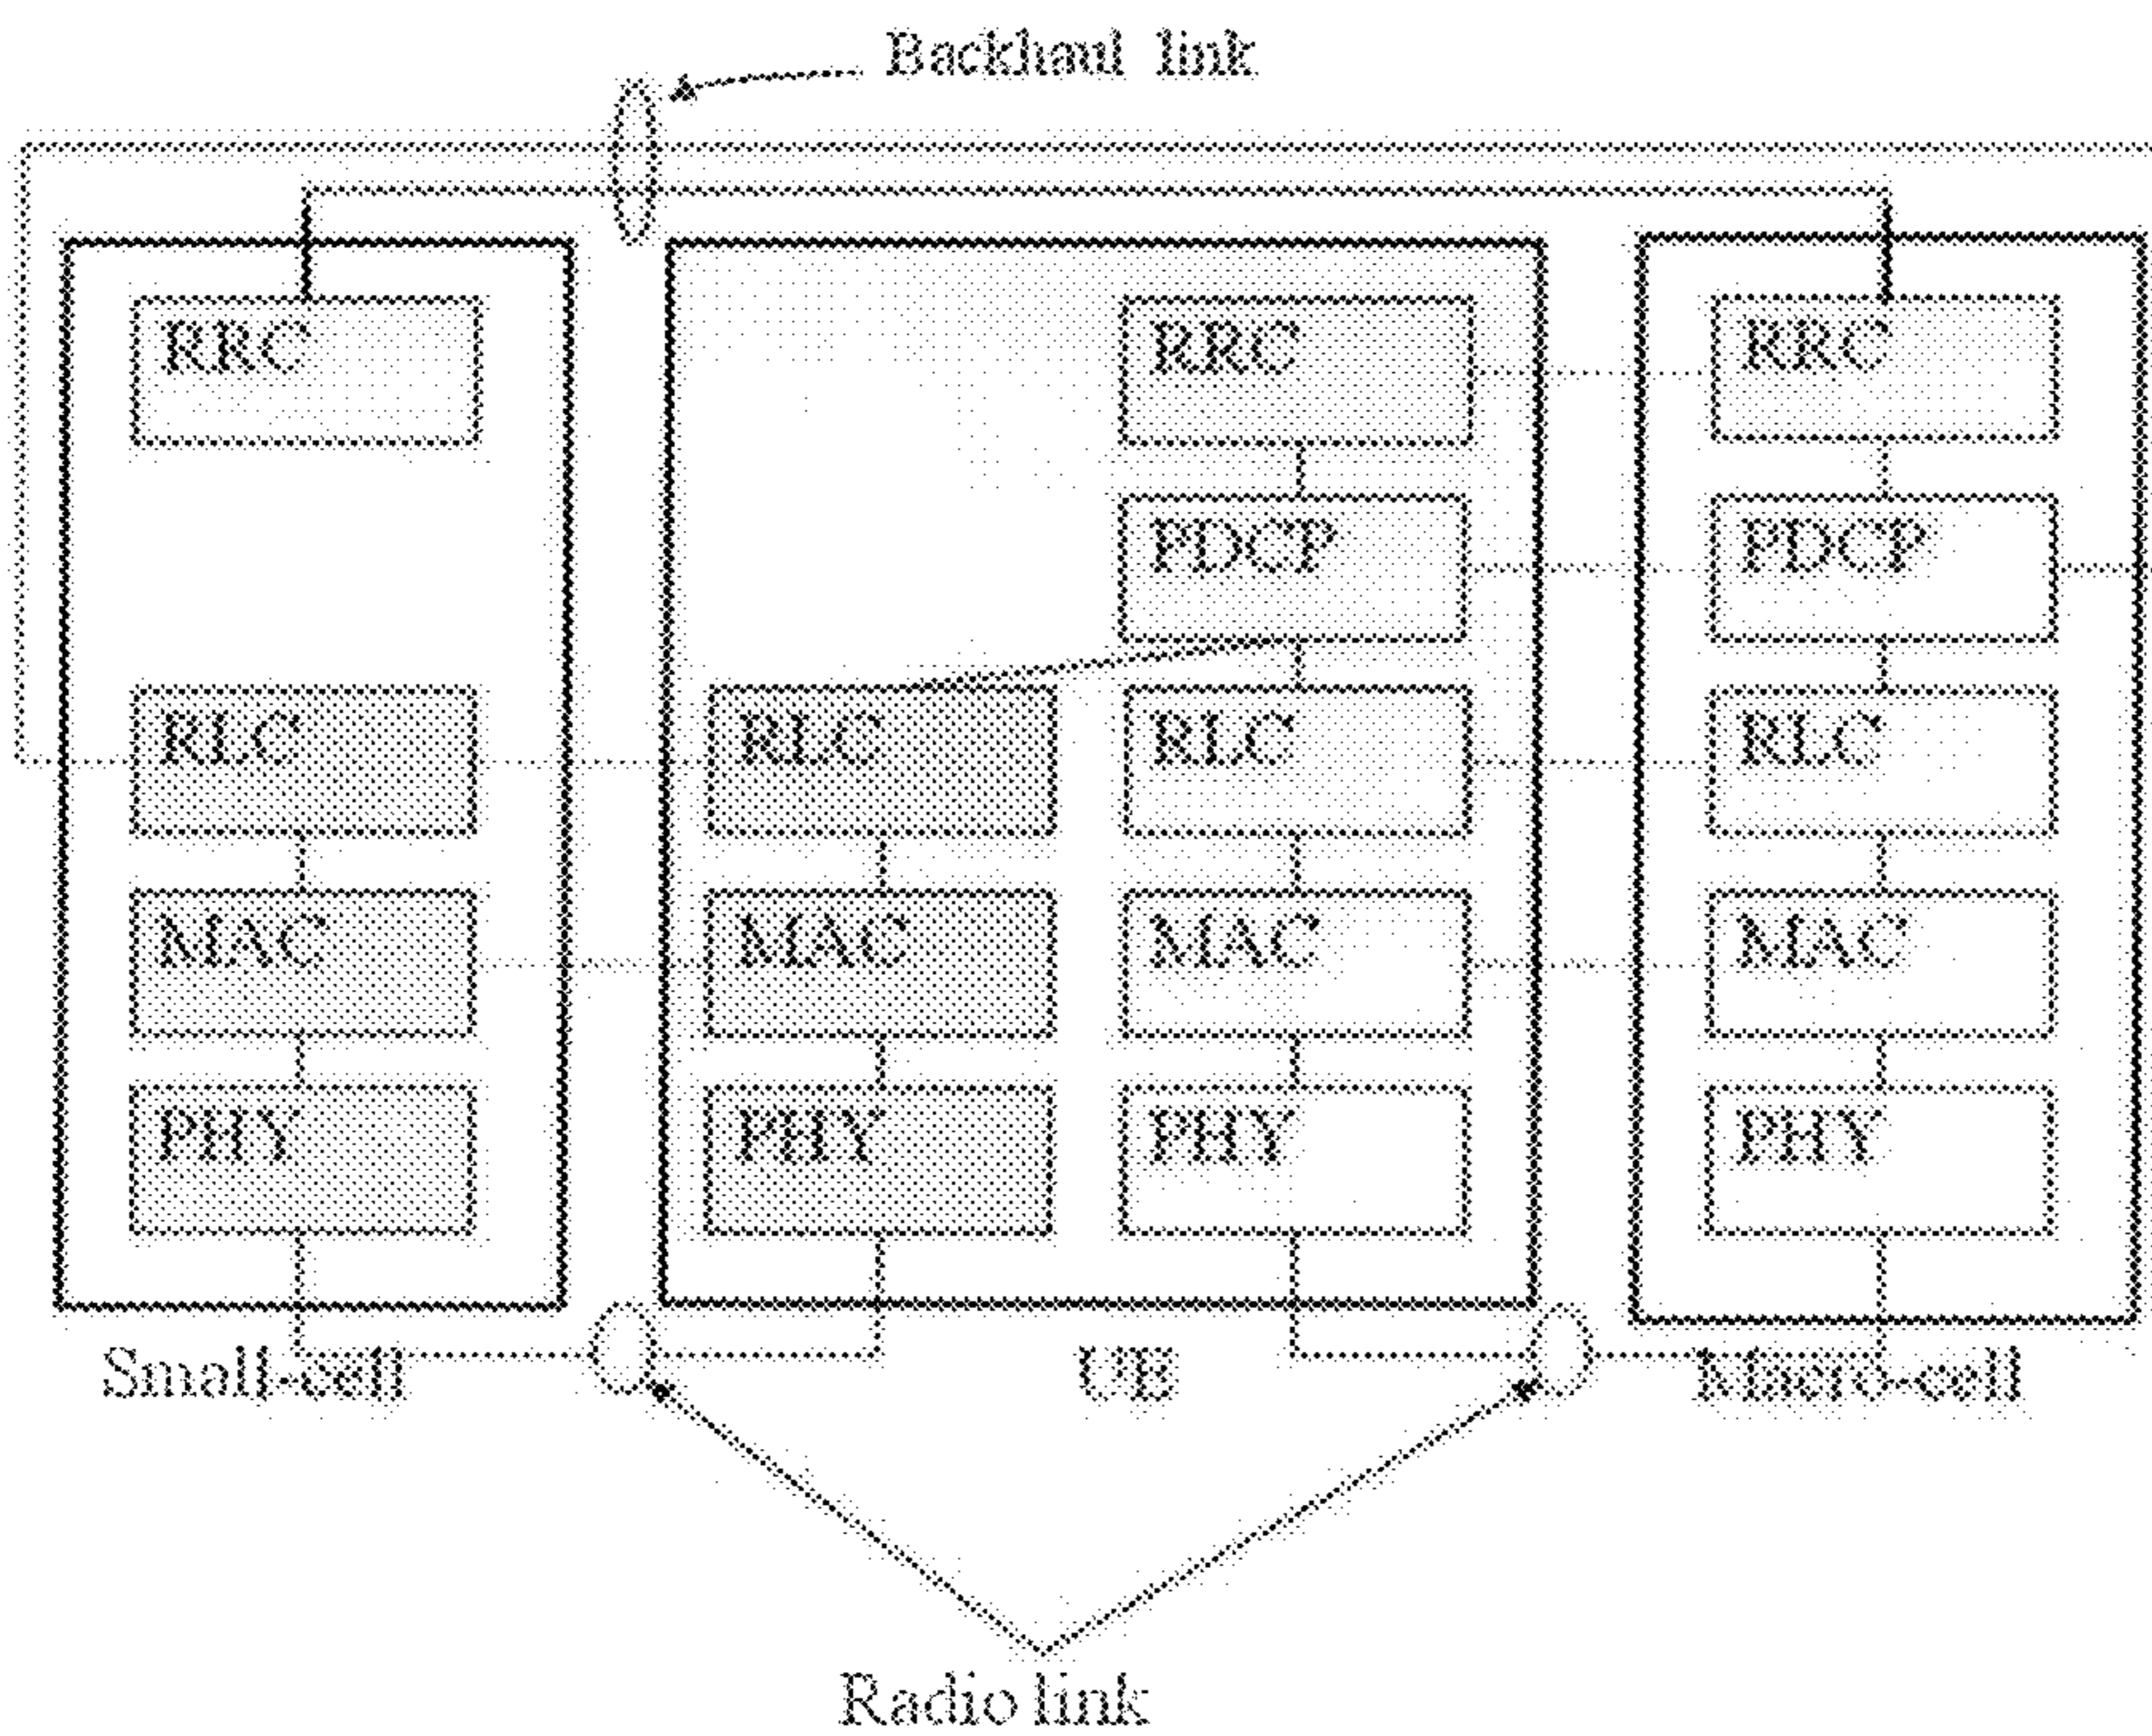 Backhaul link
RRC RRC RRC
PDCP PDCP
RLC RLC RLC RLC
MAC MAC MAC MAC
PHY PHY PHY PHY
Small-cell UE Macro-cell
Radio link